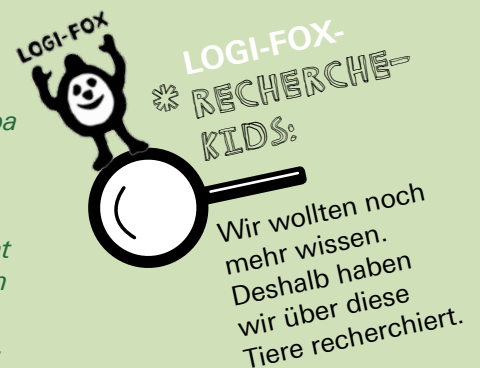 LOGI-FOX
LOGI-FOX-
* RECHERCHE-
KIDS:
Wir wollten noch
mehr wissen.
Deshalb haben
wir über diese
Tiere recherchiert.